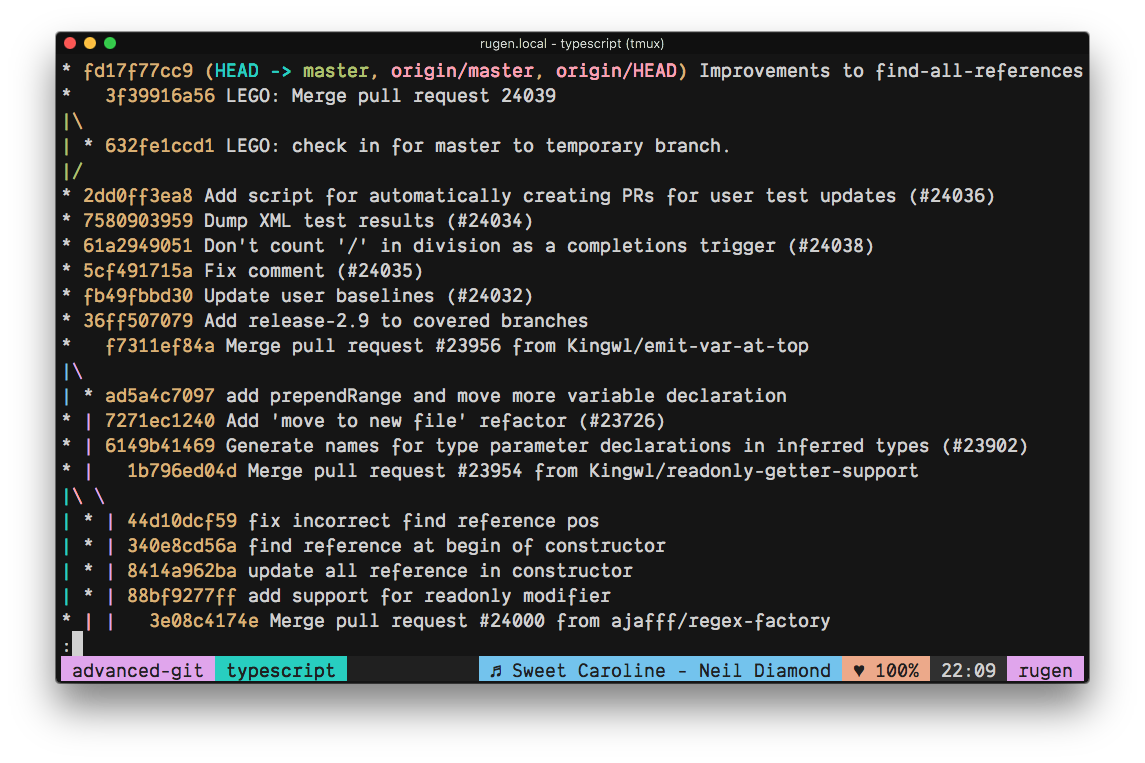 rugen.local - typescript (tmux)
* fd17f77cc9 (HEAD -> master, origin/master, origin/HEAD) Improvements to find-all-references
*   3f39916a56 LEGO: Merge pull request 24039
|\
| * 632fe1ccd1 LEGO: check in for master to temporary branch.
|/
* 2dd0ff3ea8 Add script for automatically creating PRs for user test updates (#24036)
* 7580903959 Dump XML test results (#24034)
* 61a2949051 Don't count '/' in division as a completions trigger (#24038)
* 5cf491715a Fix comment (#24035)
* fb49fbbd30 Update user baselines (#24032)
* 36ff507079 Add release-2.9 to covered branches
*   f7311ef84a Merge pull request #23956 from Kingwl/emit-var-at-top
|\
| * ad5a4c7097 add prependRange and move more variable declaration
* | 7271ec1240 Add 'move to new file' refactor (#23726)
* | 6149b41469 Generate names for type parameter declarations in inferred types (#23902)
* |   1b796ed04d Merge pull request #23954 from Kingwl/readonly-getter-support
|\ \
| * | 44d10dcf59 fix incorrect find reference pos
| * | 340e8cd56a find reference at begin of constructor
| * | 8414a962ba update all reference in constructor
| * | 88bf9277ff add support for readonly modifier
* | |   3e08c4174e Merge pull request #24000 from ajafff/regex-factory
:
advanced-git typescript ♬ Sweet Caroline - Neil Diamond ♥ 100% 22:09 rugen